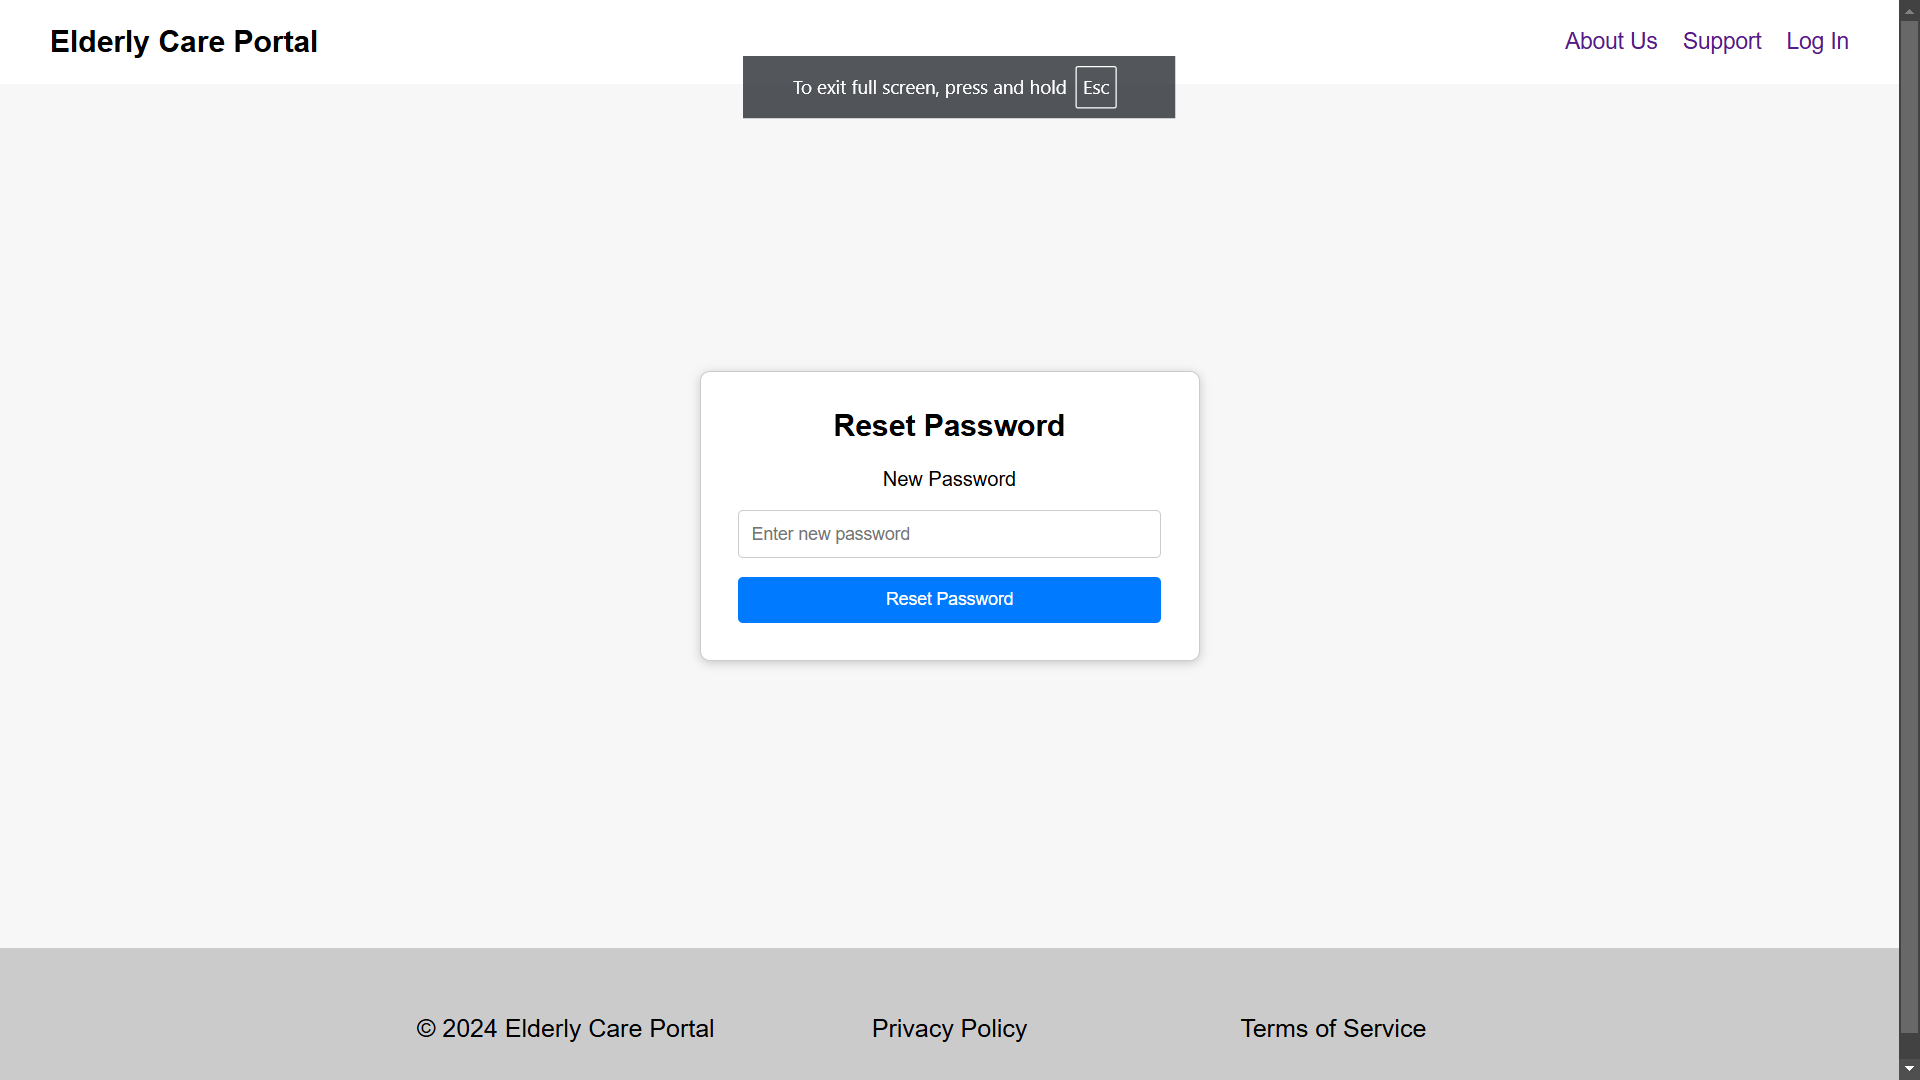 Elderly Care Portal
About Us
Support
Log In
To exit full screen, press and hold Esc
Reset Password
New Password
Enter new password
Reset Password
© 2024 Elderly Care Portal
Privacy Policy
Terms of Service